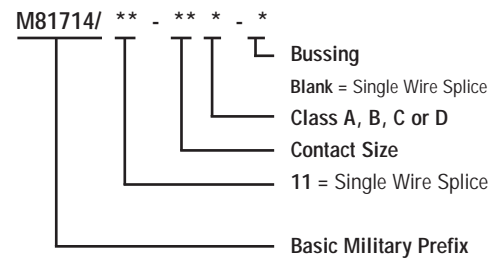 M81714/ ** - ** * - *
Bussing
Blank = Single Wire Splice
Class A, B, C or D
Contact Size
11 = Single Wire Splice
Basic Military Prefix